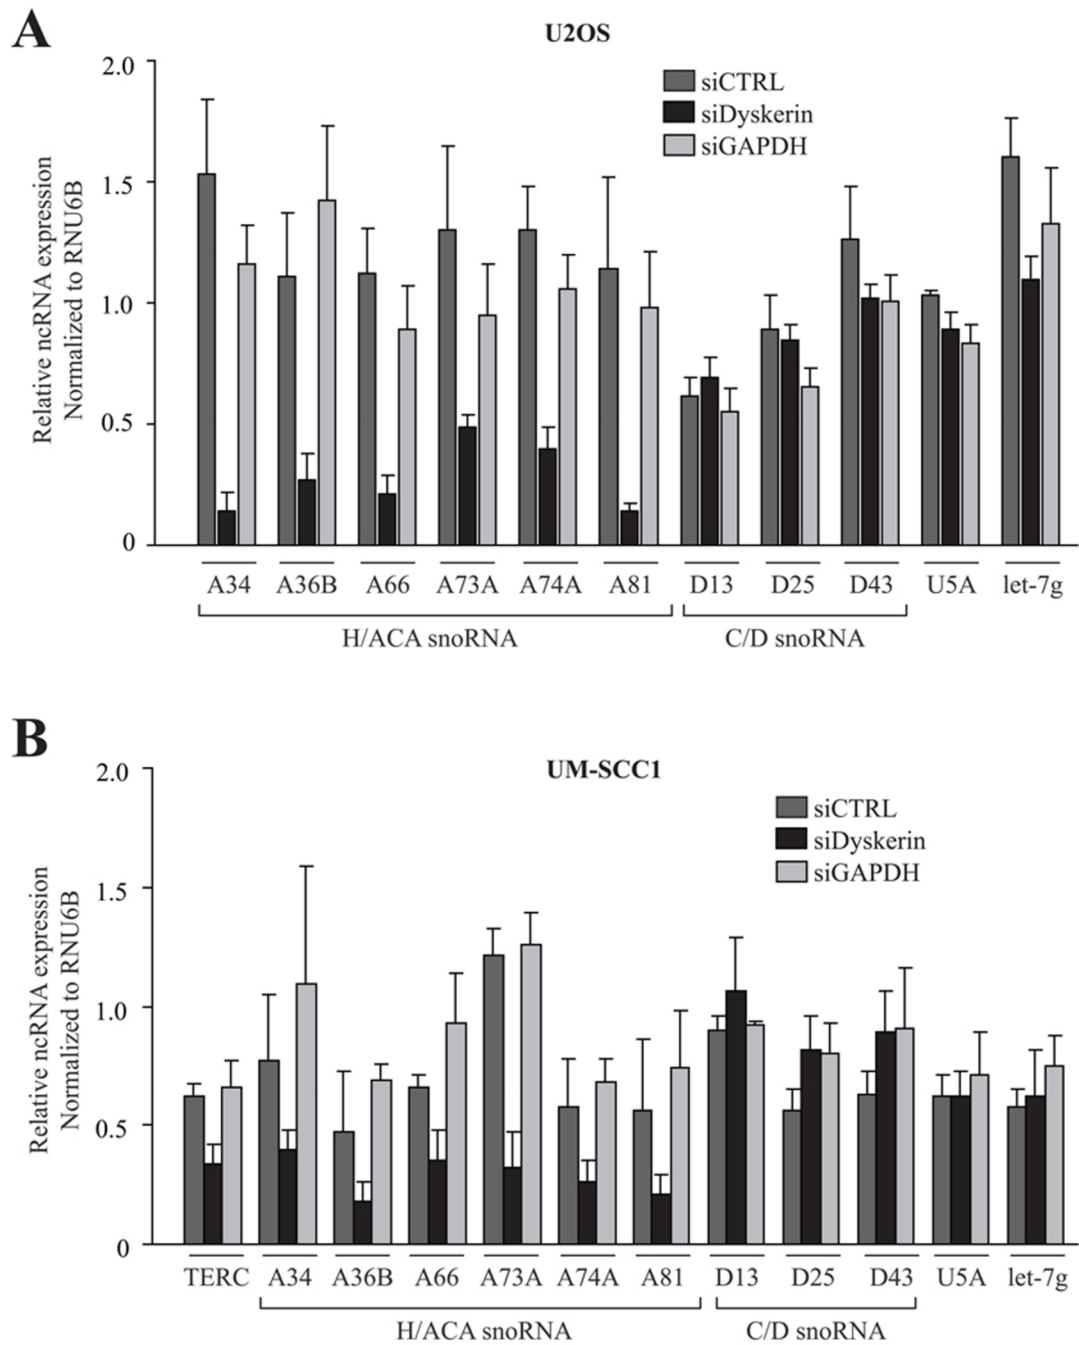 A
U2OS
siCTRL
siDyskerin
siGAPDH
Relative ncRNA expression
Normalized to RNU6B
2.0
1.5
1.0
0.5
0
A34 A36B A66 A73A A74A A81 D13 D25 D43 U5A let-7g
H/ACA snoRNA C/D snoRNA
B
UM-SCC1
siCTRL
siDyskerin
siGAPDH
Relative ncRNA expression
Normalized to RNU6B
2.0
1.5
1.0
0.5
0
TERC A34 A36B A66 A73A A74A A81 D13 D25 D43 U5A let-7g
H/ACA snoRNA C/D snoRNA